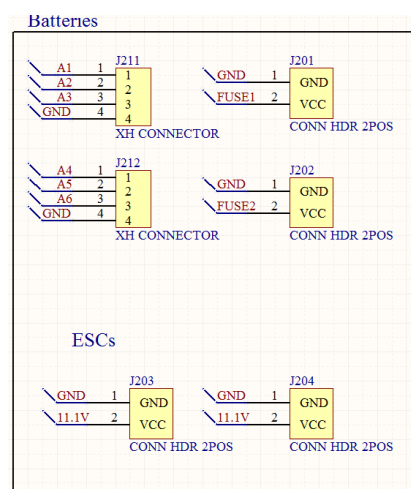 Batteries
J211
A1 1 1
A2 2 2
A3 3 3
GND 4 4
XH CONNECTOR
J201
GND 1 GND
FUSE1 2 VCC
CONN HDR 2POS
J212
A4 1 1
A5 2 2
A6 3 3
GND 4 4
XH CONNECTOR
J202
GND 1 GND
FUSE2 2 VCC
CONN HDR 2POS
ESCs
J203
GND 1 GND
11.1V 2 VCC
CONN HDR 2POS
J204
GND 1 GND
11.1V 2 VCC
CONN HDR 2POS